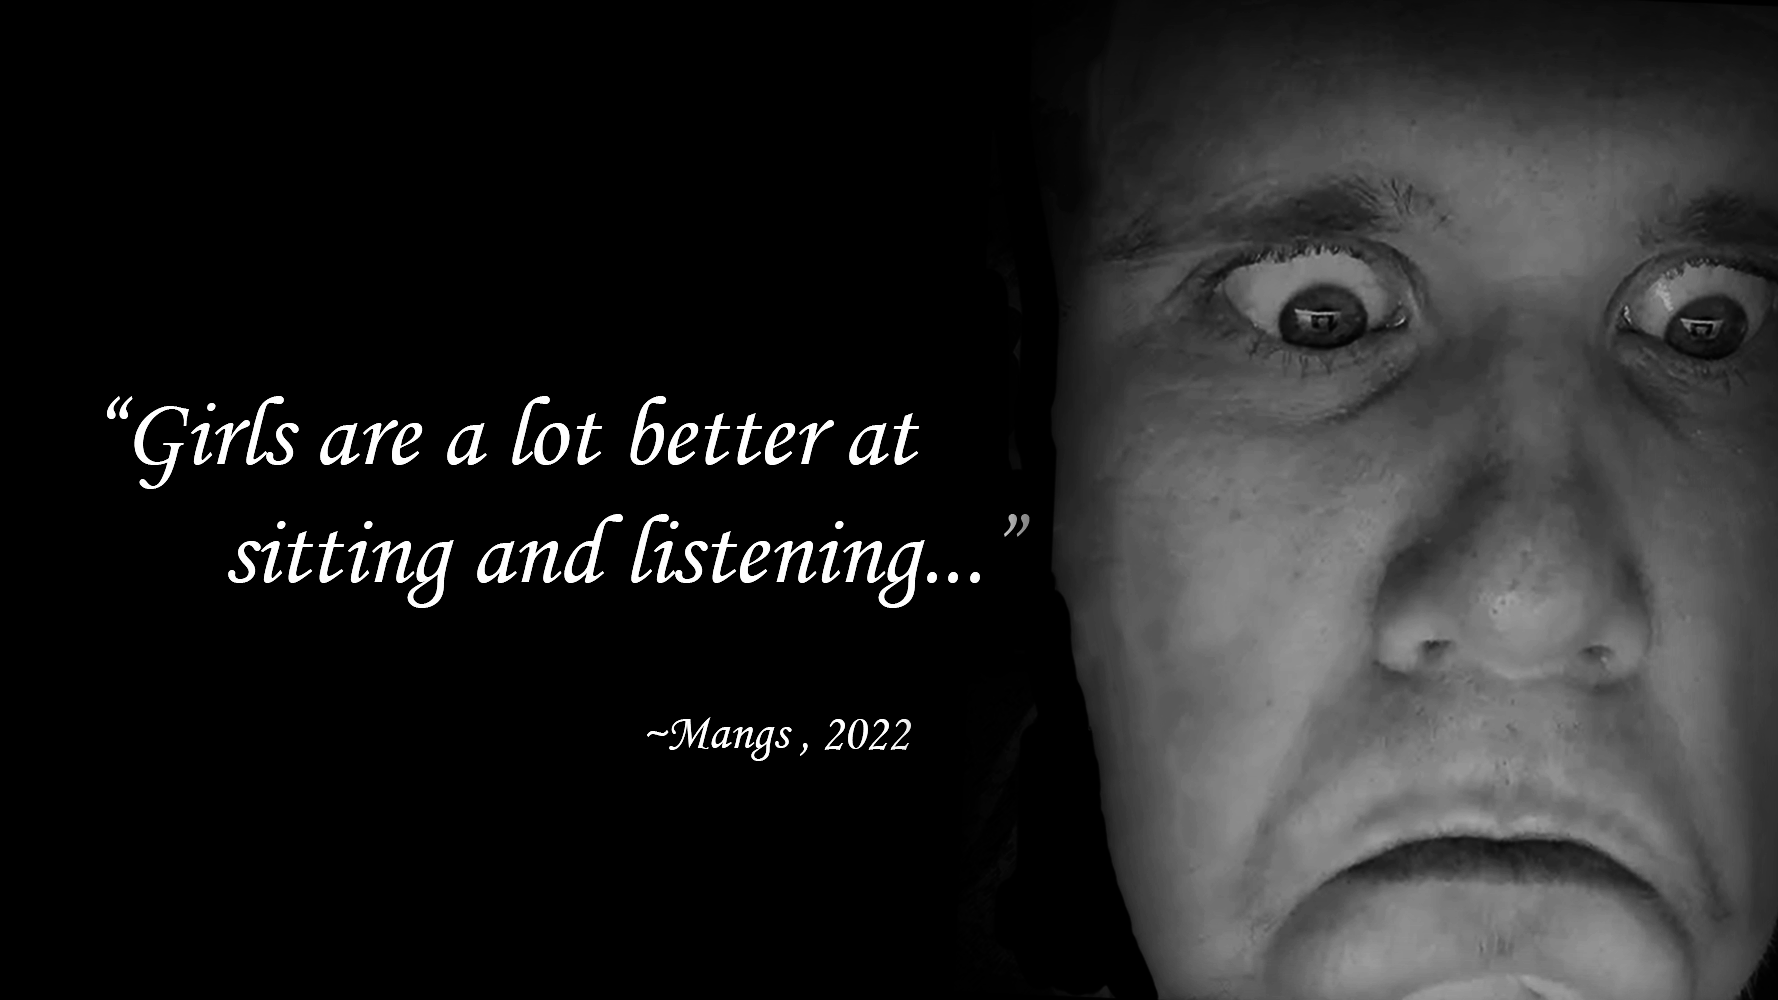 “Girls are a lot better at
sitting and listening... ”
~Mangs , 2022